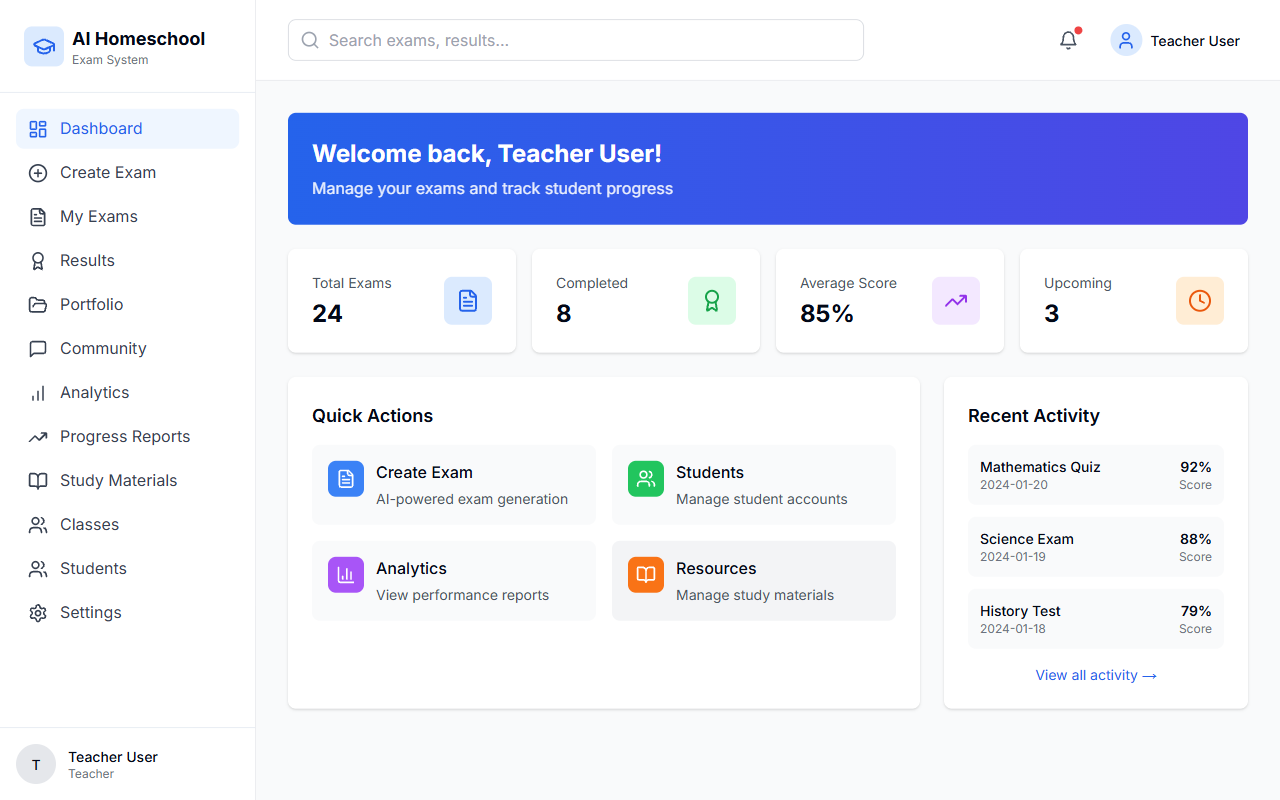 AI Homeschool
Exam System
Dashboard
Create Exam
My Exams
Results
Portfolio
Community
Analytics
Progress Reports
Study Materials
Classes
Students
Settings
T
Teacher User
Teacher
Search exams, results...
Teacher User
Welcome back, Teacher User!
Manage your exams and track student progress
Total Exams
24
Completed
8
Average Score
85%
Upcoming
3
Quick Actions
Create Exam
AI-powered exam generation
Students
Manage student accounts
Analytics
View performance reports
Resources
Manage study materials
Recent Activity
Mathematics Quiz 92%
2024-01-20 Score
Science Exam 88%
2024-01-19 Score
History Test 79%
2024-01-18 Score
View all activity →